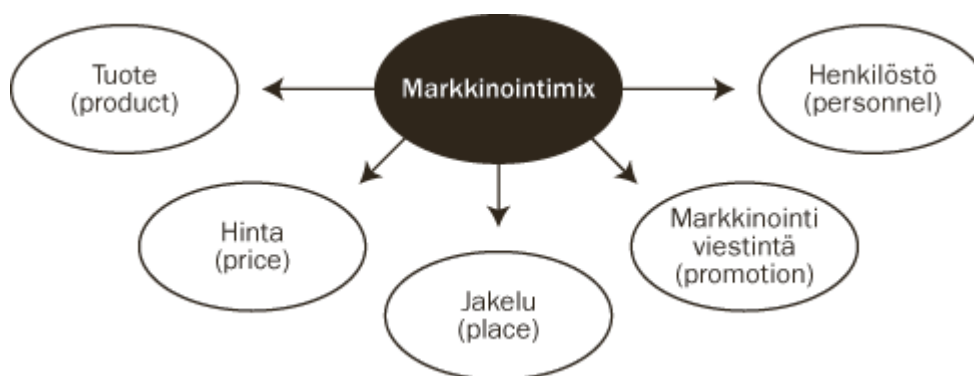 Markkinointimix
Tuote
(product)
Hinta
(price)
Jakelu
(place)
Markkinointi
viestintä
(promotion)
Henkilöstö
(personnel)